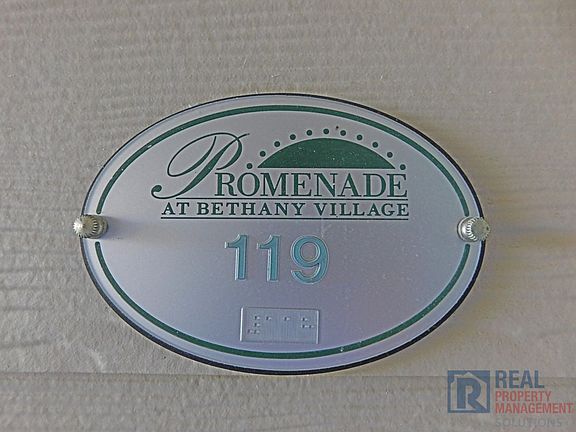 PROMENADE
AT BETHANY VILLAGE
119
R REAL
PROPERTY
MANAGEMENT
SOLUTIONS